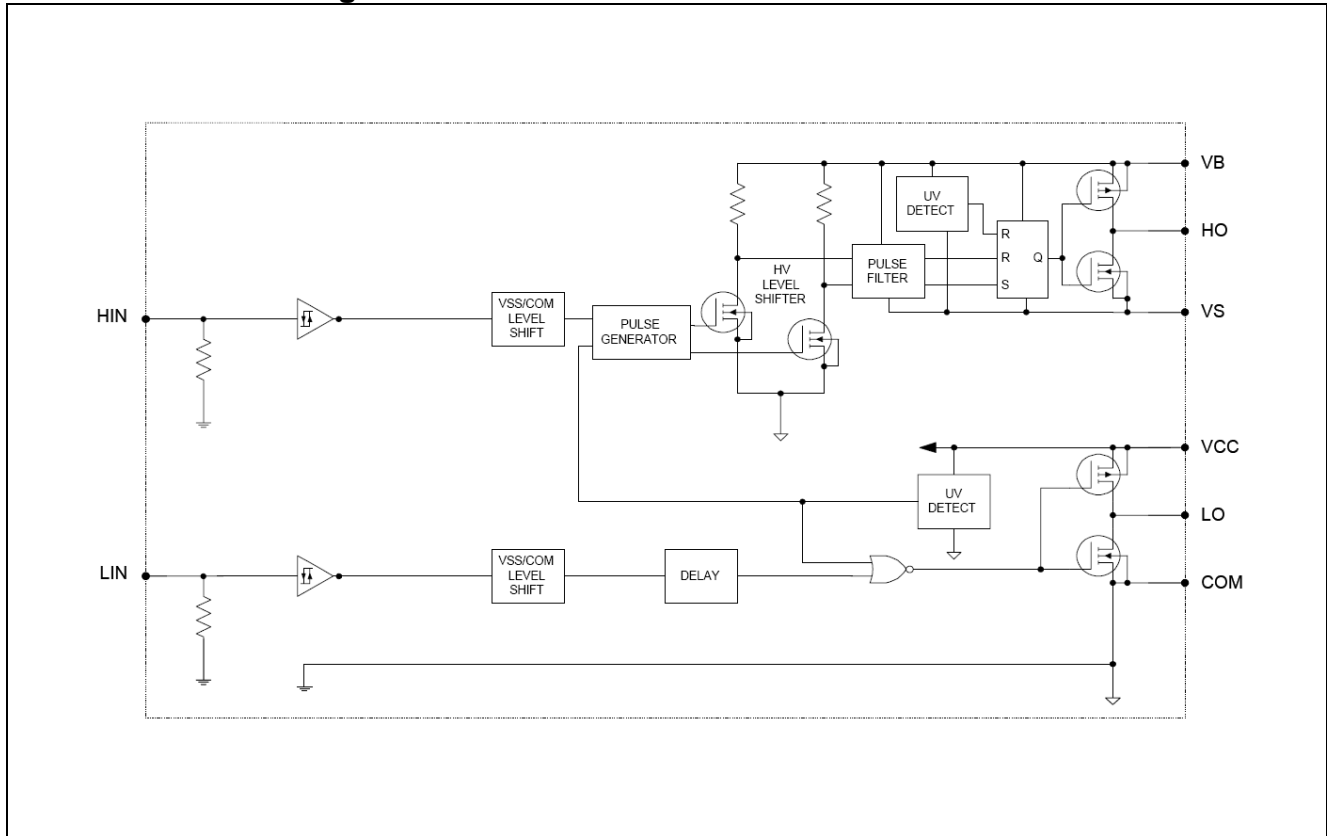 VB
UV
DETECT
HO
R
R
Q
S
PULSE
FILTER
HV
LEVEL
SHIFTER
HIN
VSS/COM
LEVEL
SHIFT
PULSE
GENERATOR
VS
VCC
UV
DETECT
LO
LIN
VSS/COM
LEVEL
SHIFT
DELAY
COM